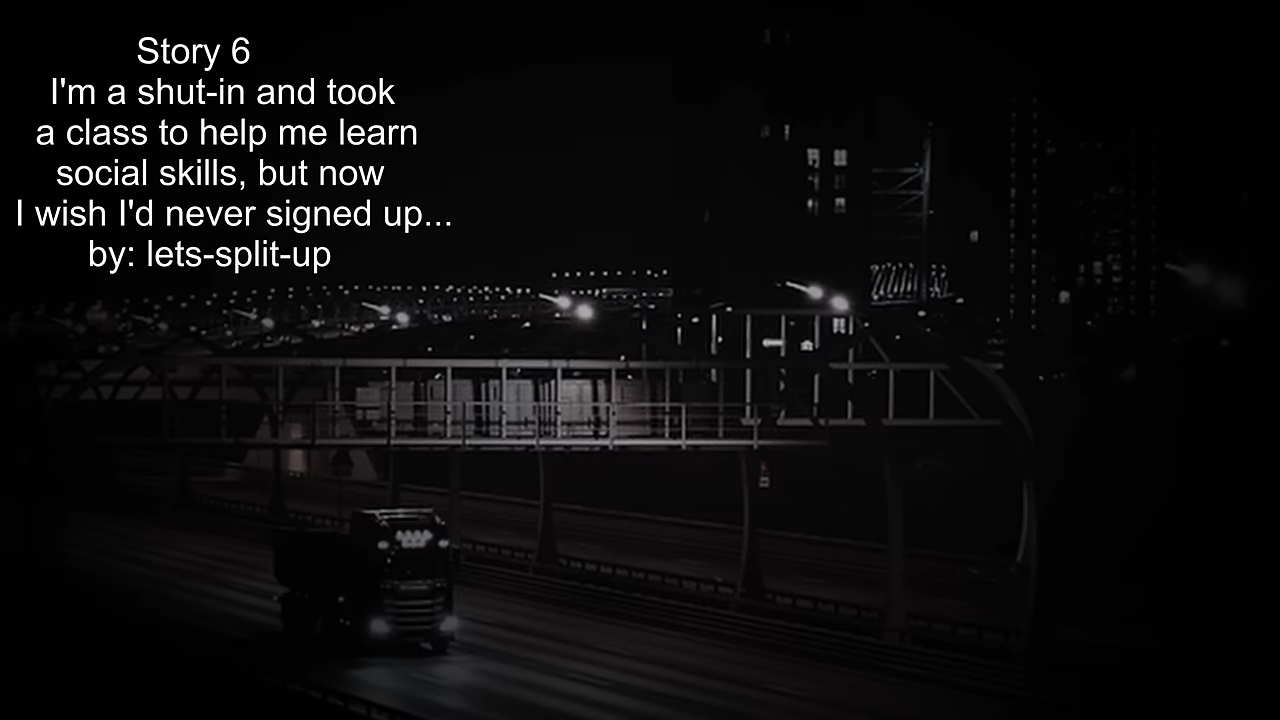 Story 6
I'm a shut-in and took
a class to help me learn
social skills, but now
I wish I'd never signed up...
by: lets-split-up